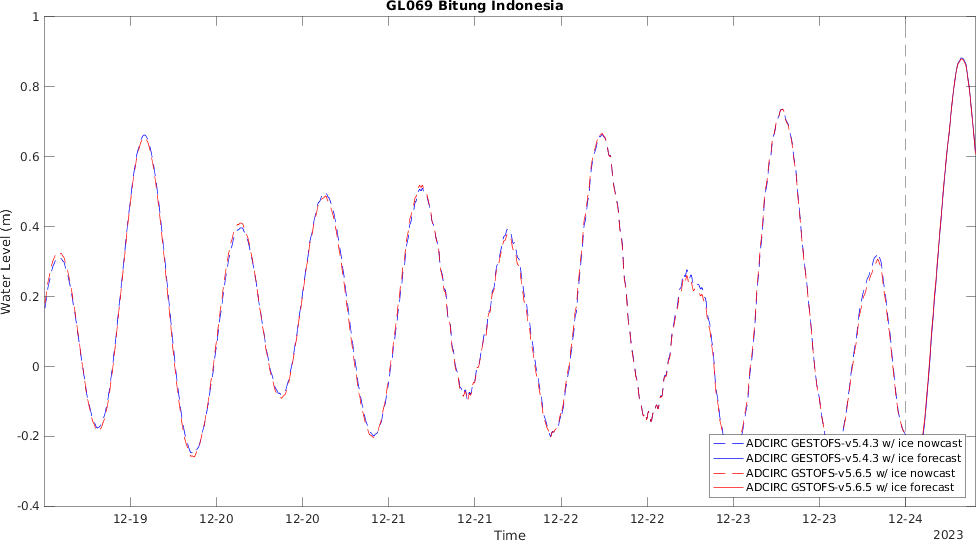 GL069 Bitung Indonesia
Water Level (m)
1
0.8
0.6
0.4
0.2
0
-0.2
-0.4
ADCIRC GESTOFS-v5.4.3 w/ ice nowcast
ADCIRC GESTOFS-v5.4.3 w/ ice forecast
ADCIRC GSTOFS-v5.6.5 w/ ice nowcast
ADCIRC GSTOFS-v5.6.5 w/ ice forecast
12-19 12-20 12-20 12-21 12-21 12-22 12-22 12-23 12-23 12-24
Time
2023